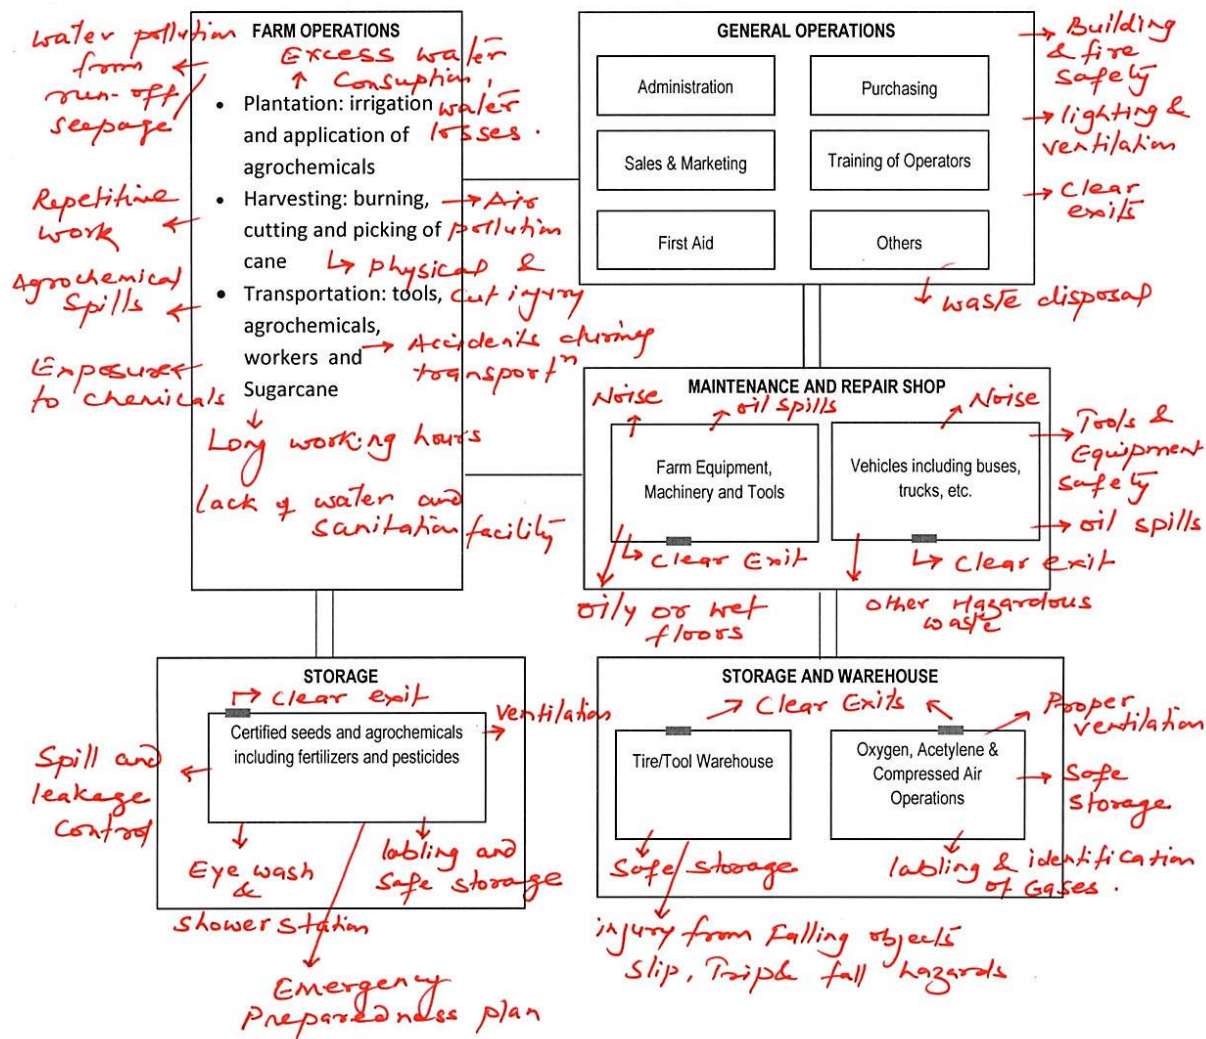 FARM OPERATIONS
water pollution
from
run-off
seepage
Excess water
Consuption,
water
losses.
• Plantation: irrigation
and application of
agrochemicals
• Harvesting: burning,
cutting and picking of
cane
→ Air
pollution
↳ physical &
cut injury
• Transportation: tools,
agrochemicals,
workers and
Sugarcane
→ Accidents during
transportn
Repetitive
work
Agrochemical
Spills
Exposure
to chemicals
Long working hours
lack of water and
sanitation facility
GENERAL OPERATIONS
Administration
Purchasing
Sales & Marketing
Training of Operators
First Aid
Others
→ Building
& fire
safety
→ lighting &
ventilation
→ Clear
exits
waste disposal
MAINTENANCE AND REPAIR SHOP
Noise
oil spills
Noise
Farm Equipment,
Machinery and Tools
Vehicles including buses,
trucks, etc.
→ Tools &
Equipment
safety
→ oil spills
↳ Clear Exit
↳ Clear exit
oily or wet
floors
other Hazardous
waste
STORAGE
→ Clear exit
Certified seeds and agrochemicals
including fertilizers and pesticides
ventilation
Spill and
leakage
control
Eye wash
&
shower station
labling and
safe storage
Emergency
Preparedness plan
STORAGE AND WAREHOUSE
Clear Exits
Tire/Tool Warehouse
Oxygen, Acetylene &
Compressed Air
Operations
Proper
ventilation
→ Safe
storage
Safe storage
labling & identification
of Gases.
injury from Falling objects
Slip, Trip & fall hazards